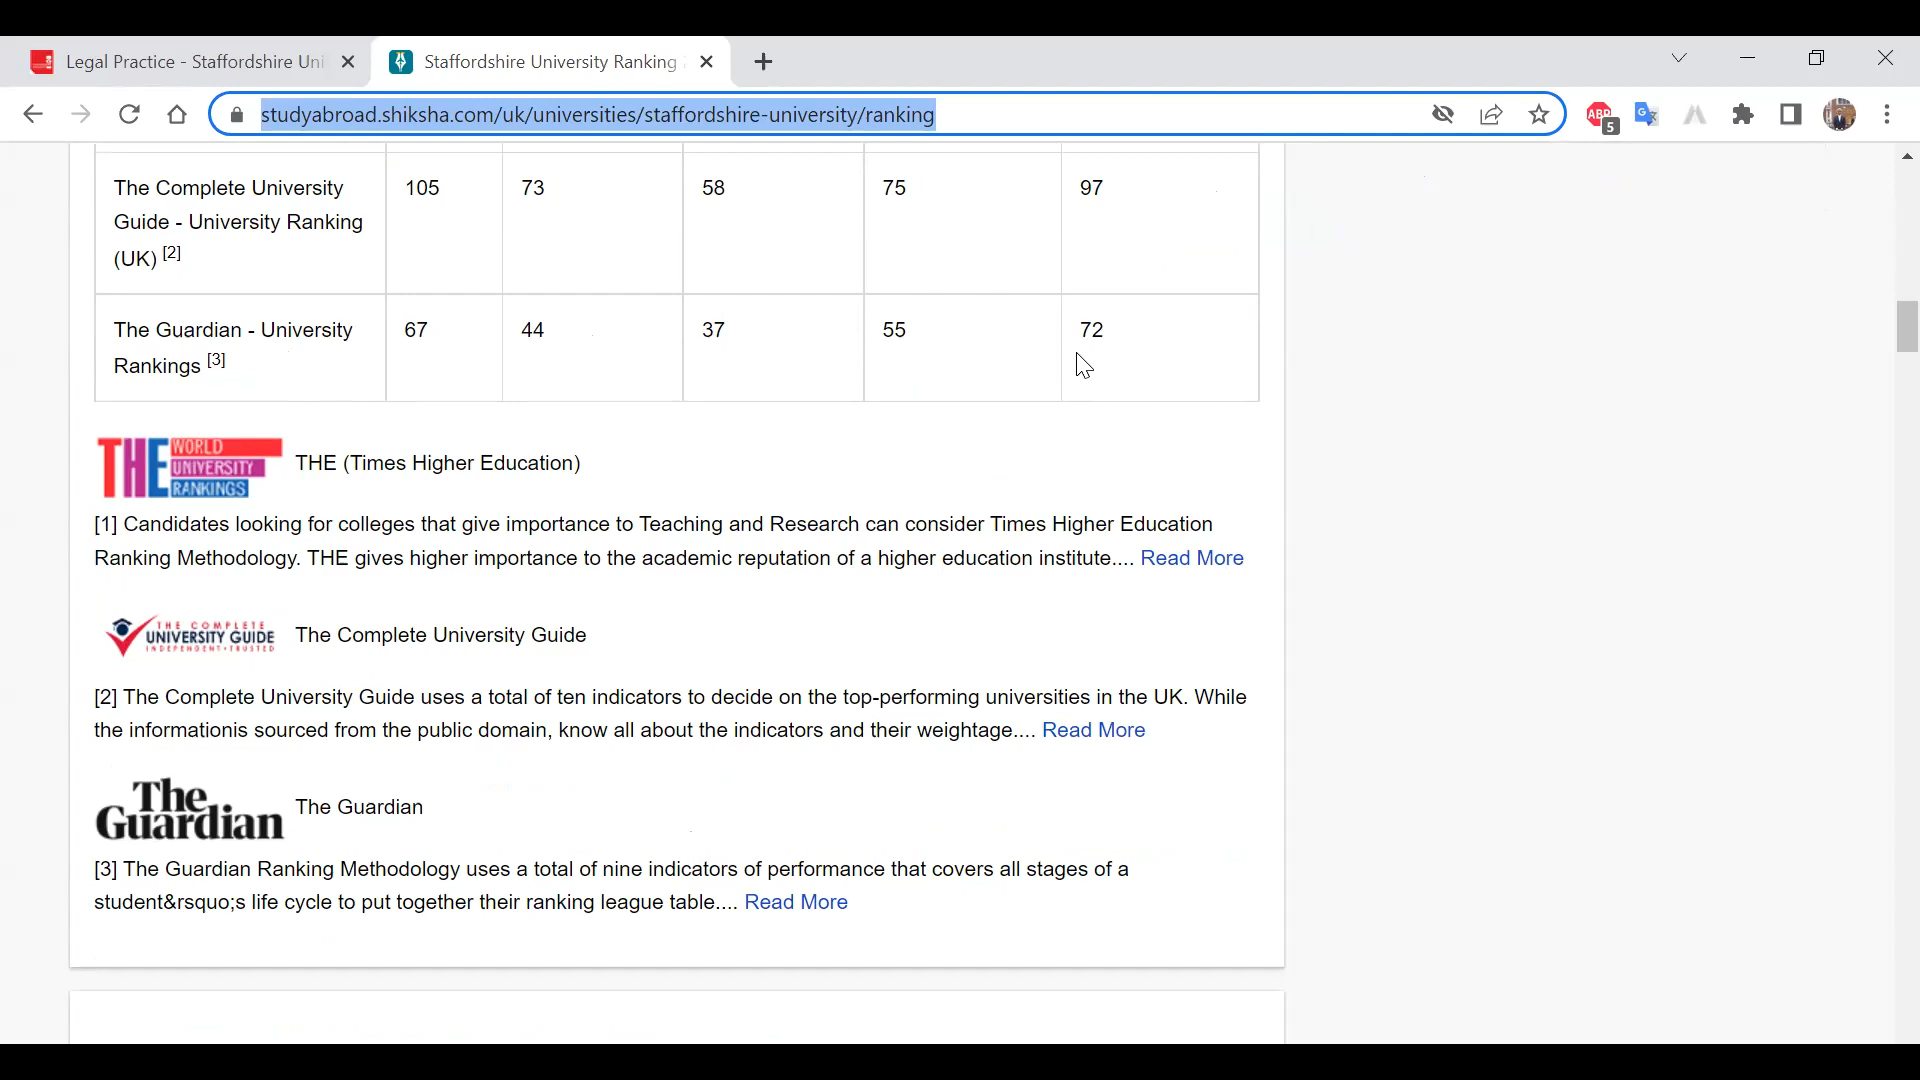 Legal Practice - Staffordshire Uni
Staffordshire University Ranking
studyabroad.shiksha.com/uk/universities/staffordshire-university/ranking
ABP
5
G
The Complete University 105 73 58 75 97
Guide - University Ranking
(UK) [2]
The Guardian - University 67 44 37 55 72
Rankings [3]
THE WORLD UNIVERSITY RANKINGS THE (Times Higher Education)
[1] Candidates looking for colleges that give importance to Teaching and Research can consider Times Higher Education
Ranking Methodology. THE gives higher importance to the academic reputation of a higher education institute.... Read More
THE COMPLETE
UNIVERSITY GUIDE The Complete University Guide
INDEPENDENT•TRUSTED
[2] The Complete University Guide uses a total of ten indicators to decide on the top-performing universities in the UK. While
the informationis sourced from the public domain, know all about the indicators and their weightage.... Read More
The
Guardian The Guardian
[3] The Guardian Ranking Methodology uses a total of nine indicators of performance that covers all stages of a
student&rsquo;s life cycle to put together their ranking league table.... Read More